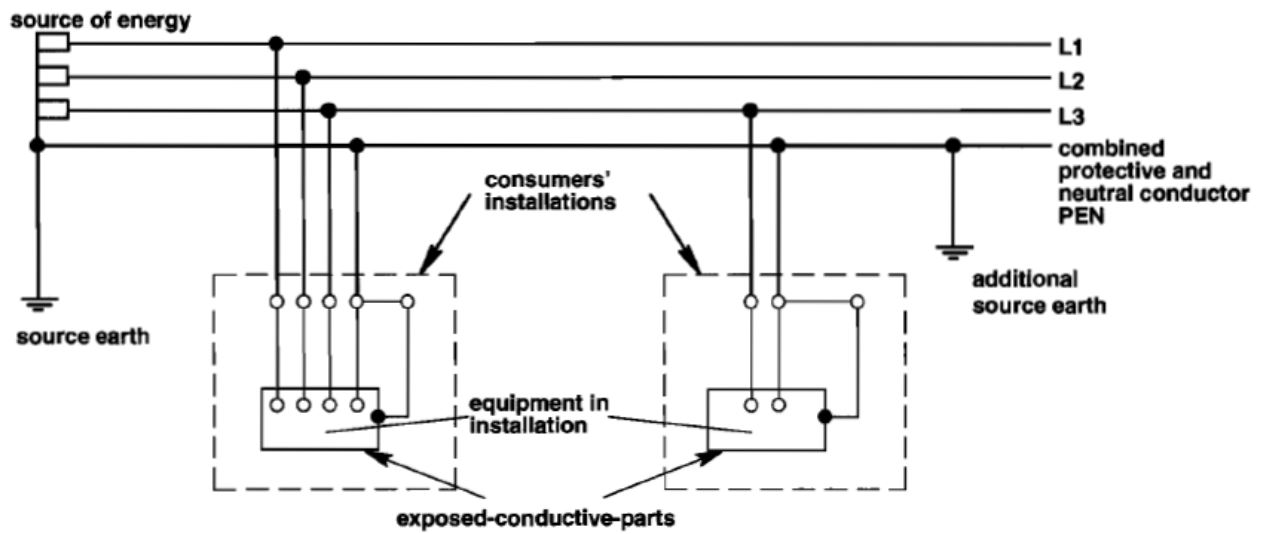 source of energy
L1
L2
L3
combined
protective and
neutral conductor
PEN
consumers'
installations
additional
source earth
source earth
equipment in
installation
exposed-conductive-parts